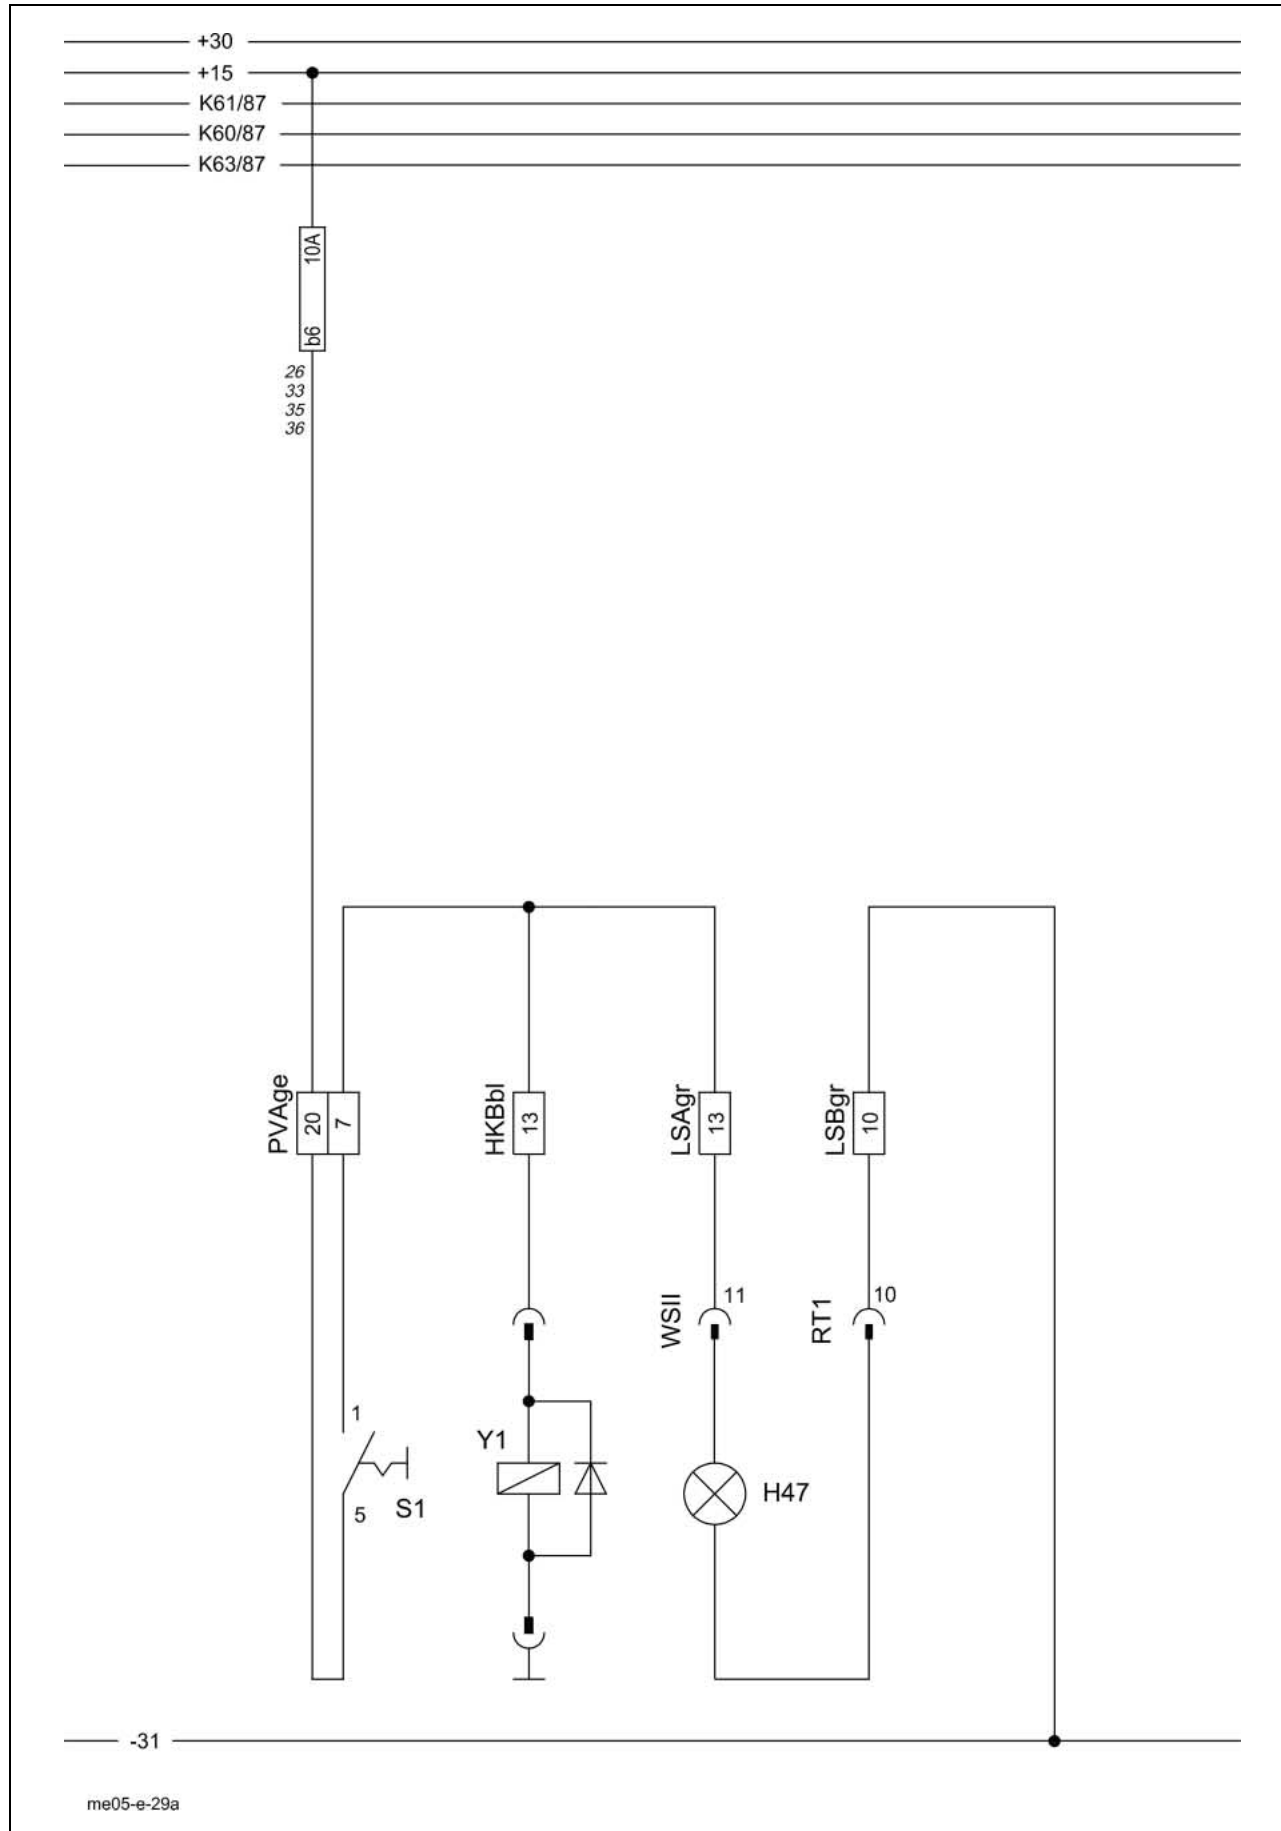 +30
+15
K61/87
K60/87
K63/87
10A
b6
26
33
35
36
PVAge
20
7
HKBbl
13
LSAgr
13
LSBgr
10
WSII
11
RT1
10
1
5
S1
Y1
H47
-31
me05-e-29a